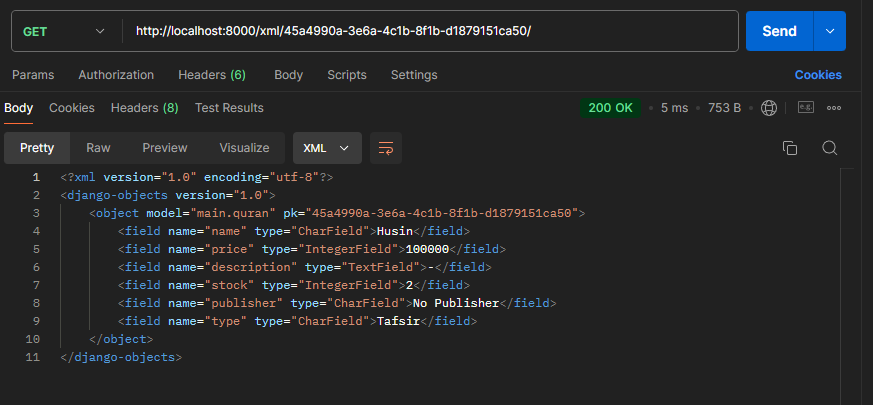 GET http://localhost:8000/xml/45a4990a-3e6a-4c1b-8f1b-d1879151ca50/ Send
Params Authorization Headers (6) Body Scripts Settings Cookies
Body Cookies Headers (8) Test Results 200 OK • 5 ms • 753 B • e.g.
Pretty Raw Preview Visualize XML
1 <?xml version="1.0" encoding="utf-8"?>
2 <django-objects version="1.0">
3 <object model="main.quran" pk="45a4990a-3e6a-4c1b-8f1b-d1879151ca50">
4 <field name="name" type="CharField">Husin</field>
5 <field name="price" type="IntegerField">100000</field>
6 <field name="description" type="TextField">-</field>
7 <field name="stock" type="IntegerField">2</field>
8 <field name="publisher" type="CharField">No Publisher</field>
9 <field name="type" type="CharField">Tafsir</field>
10 </object>
11 </django-objects>